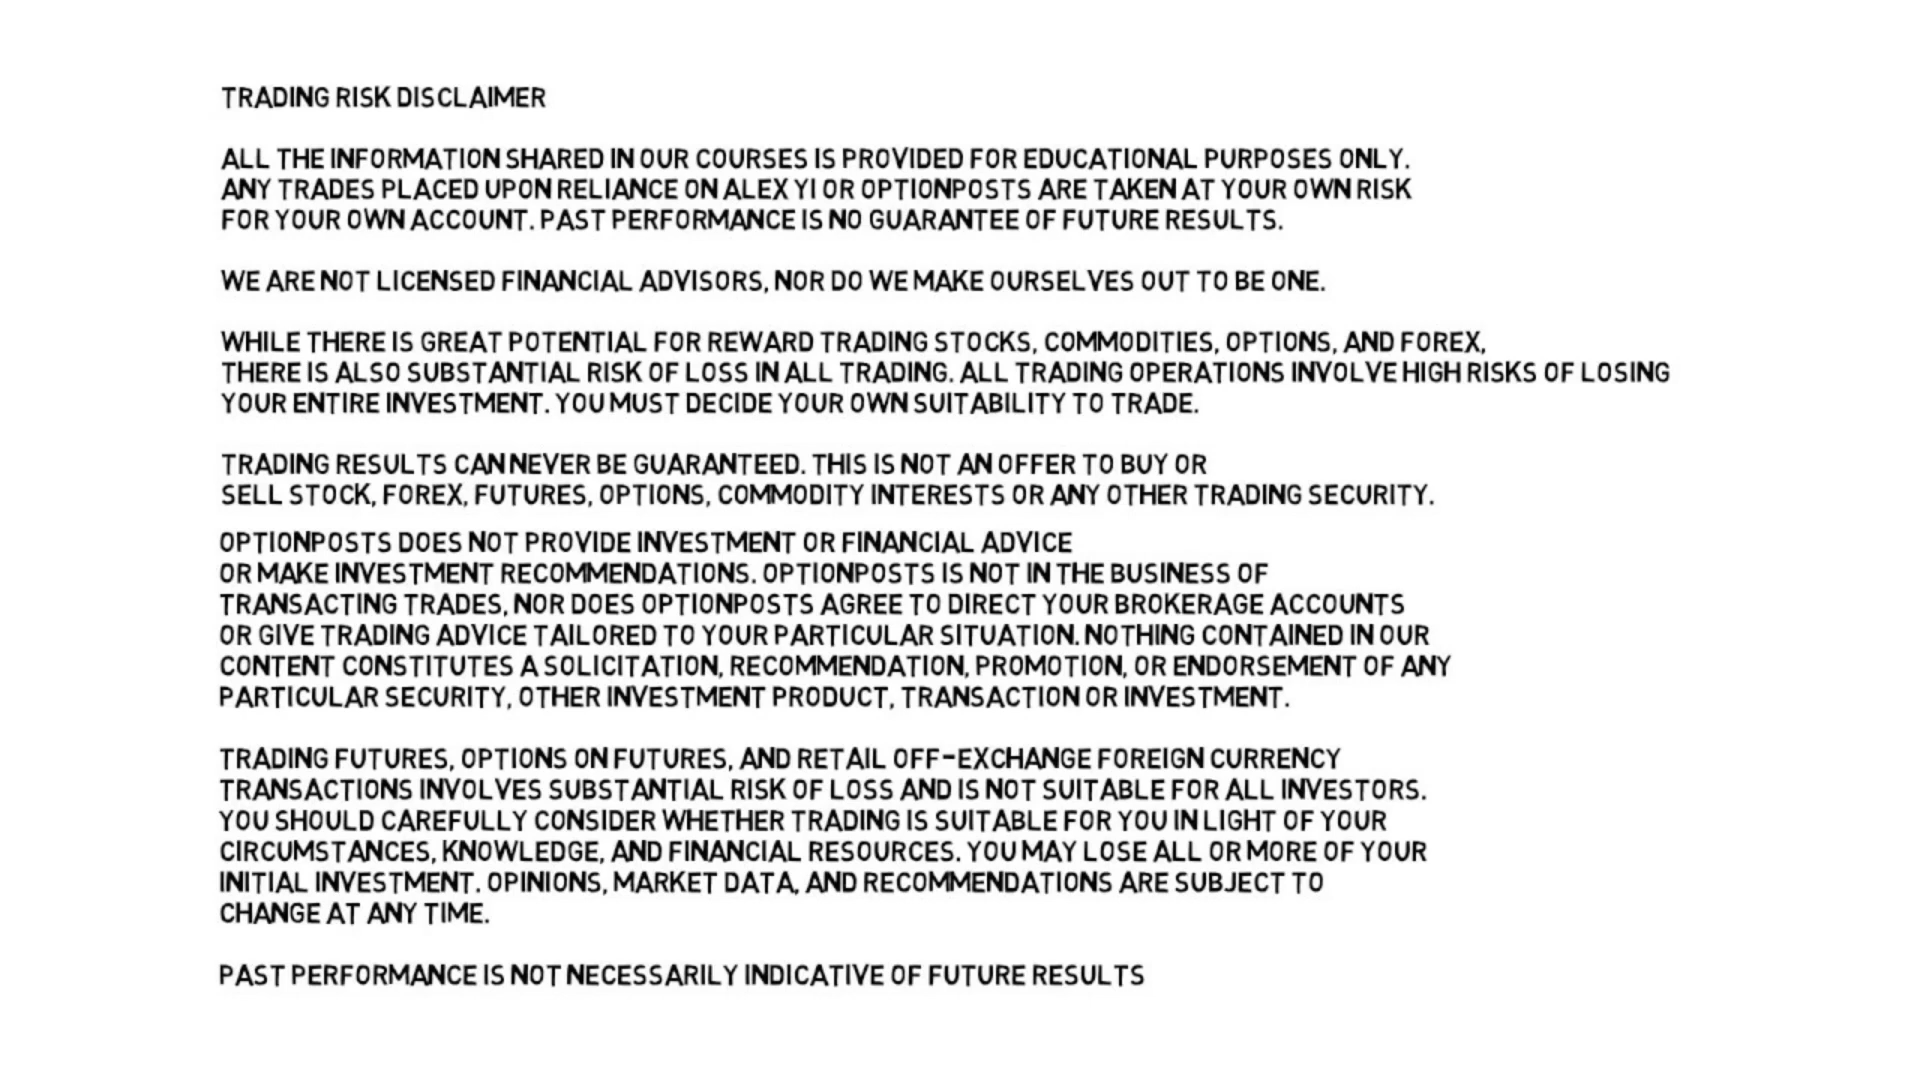 TRADING RISK DISCLAIMER
ALL THE INFORMATION SHARED IN OUR COURSES IS PROVIDED FOR EDUCATIONAL PURPOSES ONLY.
ANY TRADES PLACED UPON RELIANCE ON ALEX YI OR OPTIONPOSTS ARE TAKEN AT YOUR OWN RISK
FOR YOUR OWN ACCOUNT. PAST PERFORMANCE IS NO GUARANTEE OF FUTURE RESULTS.
WE ARE NOT LICENSED FINANCIAL ADVISORS, NOR DO WE MAKE OURSELVES OUT TO BE ONE.
WHILE THERE IS GREAT POTENTIAL FOR REWARD TRADING STOCKS, COMMODITIES, OPTIONS, AND FOREX,
THERE IS ALSO SUBSTANTIAL RISK OF LOSS IN ALL TRADING. ALL TRADING OPERATIONS INVOLVE HIGH RISKS OF LOSING
YOUR ENTIRE INVESTMENT. YOU MUST DECIDE YOUR OWN SUITABILITY TO TRADE.
TRADING RESULTS CAN NEVER BE GUARANTEED. THIS IS NOT AN OFFER TO BUY OR
SELL STOCK, FOREX, FUTURES, OPTIONS, COMMODITY INTERESTS OR ANY OTHER TRADING SECURITY.
OPTIONPOSTS DOES NOT PROVIDE INVESTMENT OR FINANCIAL ADVICE
OR MAKE INVESTMENT RECOMMENDATIONS. OPTIONPOSTS IS NOT IN THE BUSINESS OF
TRANSACTING TRADES, NOR DOES OPTIONPOSTS AGREE TO DIRECT YOUR BROKERAGE ACCOUNTS
OR GIVE TRADING ADVICE TAILORED TO YOUR PARTICULAR SITUATION. NOTHING CONTAINED IN OUR
CONTENT CONSTITUTES A SOLICITATION, RECOMMENDATION, PROMOTION, OR ENDORSEMENT OF ANY
PARTICULAR SECURITY, OTHER INVESTMENT PRODUCT, TRANSACTION OR INVESTMENT.
TRADING FUTURES, OPTIONS ON FUTURES, AND RETAIL OFF-EXCHANGE FOREIGN CURRENCY
TRANSACTIONS INVOLVES SUBSTANTIAL RISK OF LOSS AND IS NOT SUITABLE FOR ALL INVESTORS.
YOU SHOULD CAREFULLY CONSIDER WHETHER TRADING IS SUITABLE FOR YOU IN LIGHT OF YOUR
CIRCUMSTANCES, KNOWLEDGE, AND FINANCIAL RESOURCES. YOU MAY LOSE ALL OR MORE OF YOUR
INITIAL INVESTMENT. OPINIONS, MARKET DATA, AND RECOMMENDATIONS ARE SUBJECT TO
CHANGE AT ANY TIME.
PAST PERFORMANCE IS NOT NECESSARILY INDICATIVE OF FUTURE RESULTS